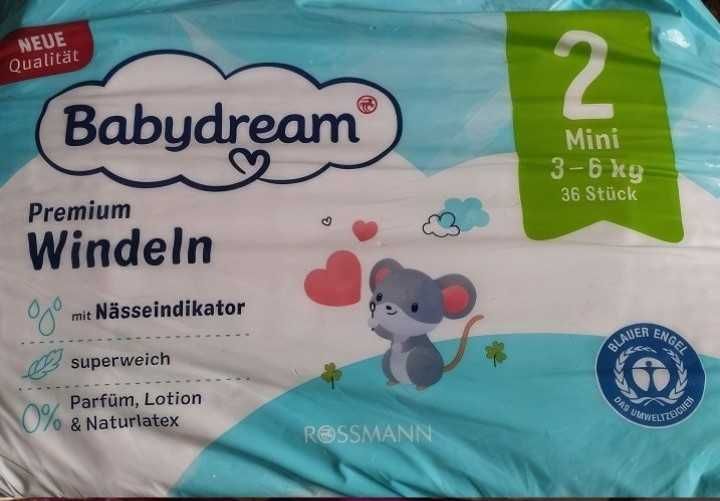 NEUE
Qualität
Babydream
Premium
Windeln
mit Nässeindikator
superweich
0% Parfüm, Lotion
& Naturlatex
2
Mini
3-6 kg
36 Stück
BLAUER ENGEL
DAS UMWELTZEICHEN
ROSSMANN